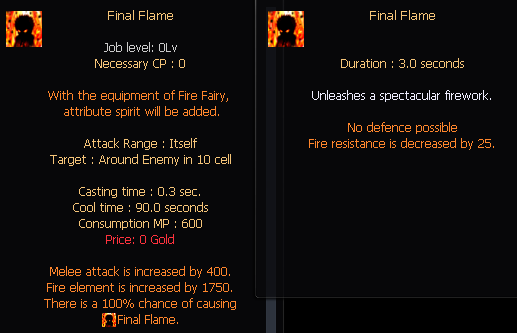 Final Flame
Job level: 0Lv
Necessary CP : 0
With the equipment of Fire Fairy,
attribute spirit will be added.
Attack Range : Itself
Target : Around Enemy in 10 cell
Casting time : 0.3 sec.
Cool time : 90.0 seconds
Consumption MP : 600
Price: 0 Gold
Melee attack is increased by 400.
Fire element is increased by 1750.
There is a 100% chance of causing
Final Flame.
Final Flame
Duration : 3.0 seconds
Unleashes a spectacular firework.
No defence possible
Fire resistance is decreased by 25.